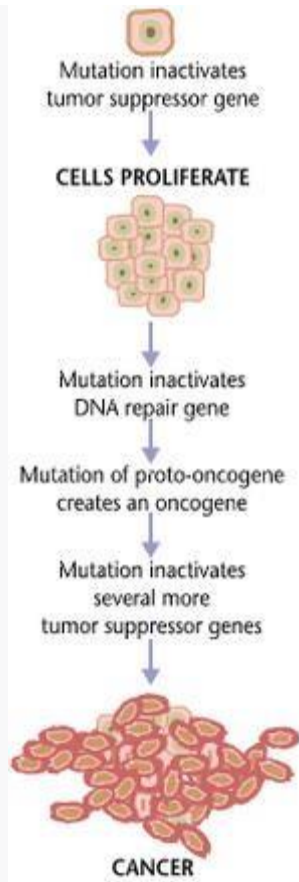 Mutation inactivates
tumor suppressor gene
CELLS PROLIFERATE
Mutation inactivates
DNA repair gene
Mutation of proto-oncogene
creates an oncogene
Mutation inactivates
several more
tumor suppressor genes
CANCER